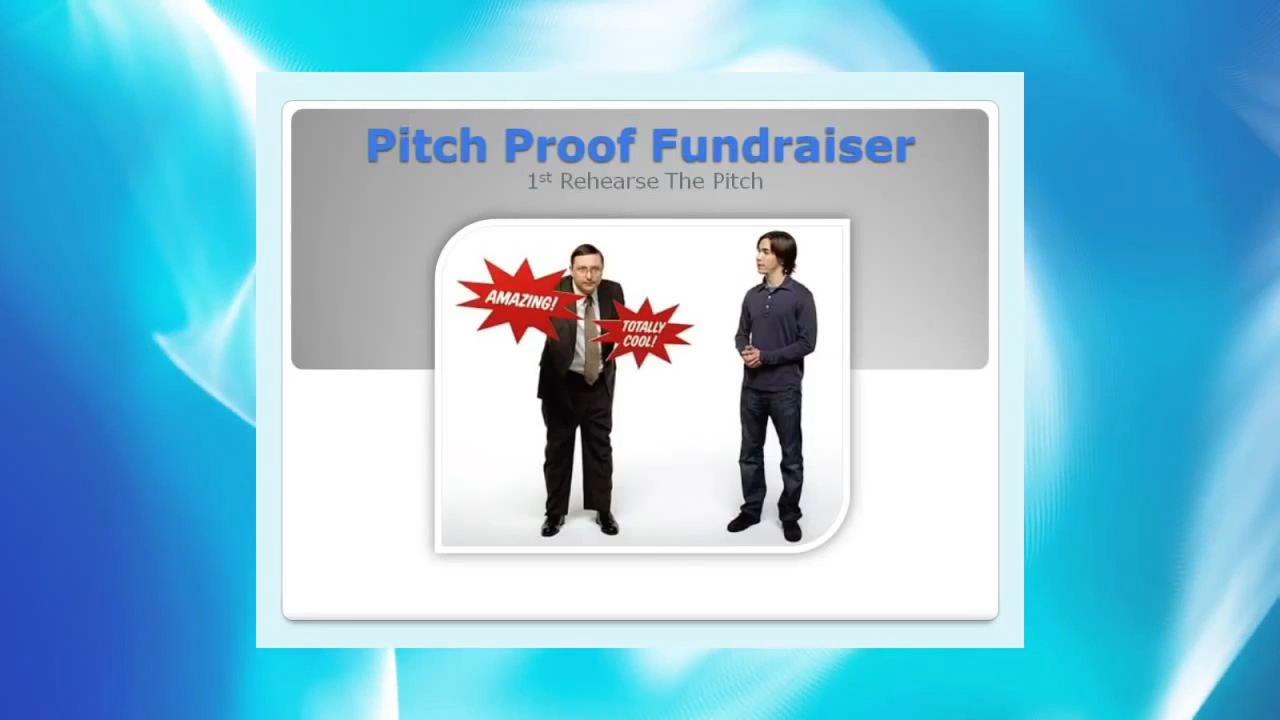 Pitch Proof Fundraiser
1st Rehearse The Pitch
AMAZING!
TOTALLY
COOL!